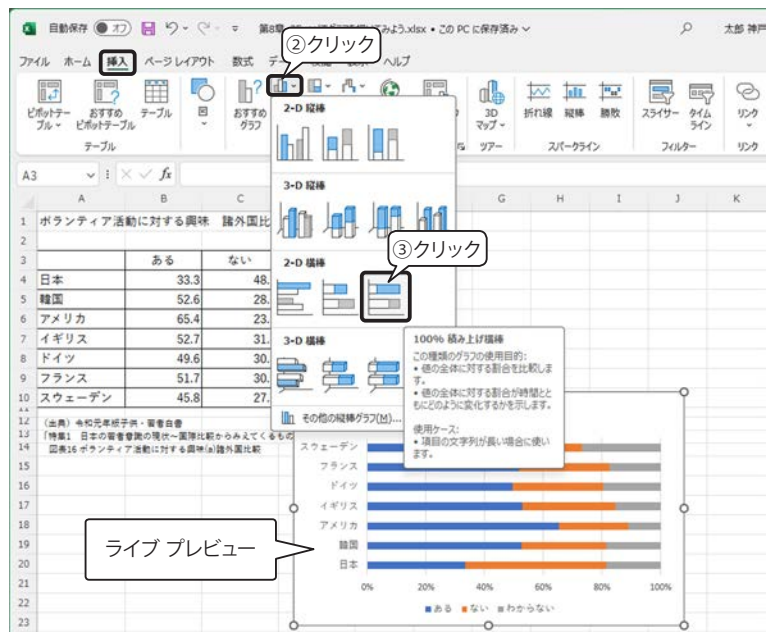 自動保存 オフ
第8章
てみよう.xlsx • この PC に保存済み
太郎 神戸
②クリック
ファイル ホーム 挿入 ページ レイアウト 数式 ヘルプ
ピボットテーブル
おすすめピボットテーブル
テーブル
図
おすすめグラフ
3Dマップ
折れ線 縦棒 勝敗
スライサー
タイムライン
リンク
テーブル
ツアー
スパークライン
フィルター
リンク
A3
fx
2-D 縦棒
3-D 縦棒
③クリック
2-D 横棒
3-D 横棒
その他の縦棒グラフ(M)...
100% 積み上げ横棒
この種類のグラフの使用目的:
• 値の全体に対する割合を比較しま
す。
• 値の全体に対する割合が時間とと
もにどのように変化するかを示します。
使用ケース:
• 項目の文字列が長い場合に使い
ます。
A B C G H I J K
1 ボランティア活動に対する興味 諸外国比
2
3 ある ない
4 日本 33.3 48.
5 韓国 52.6 28.
6 アメリカ 65.4 23.
7 イギリス 52.7 31.
8 ドイツ 49.6 30.
9 フランス 51.7 30.
10 スウェーデン 45.8 27.
11
12 (出典) 令和元年版子供・若者白書
13 「特集1 日本の若者意識の現状~国際比較からみえてくるもの
14 図表16 ボランティア活動に対する興味(a)諸外国比較
15
16
17
18
19
20
21
22
23
スウェーデン
フランス
ドイツ
イギリス
アメリカ
韓国
日本
0% 20% 40% 60% 80% 100%
■ある ■ない ■わからない
ライブ プレビュー